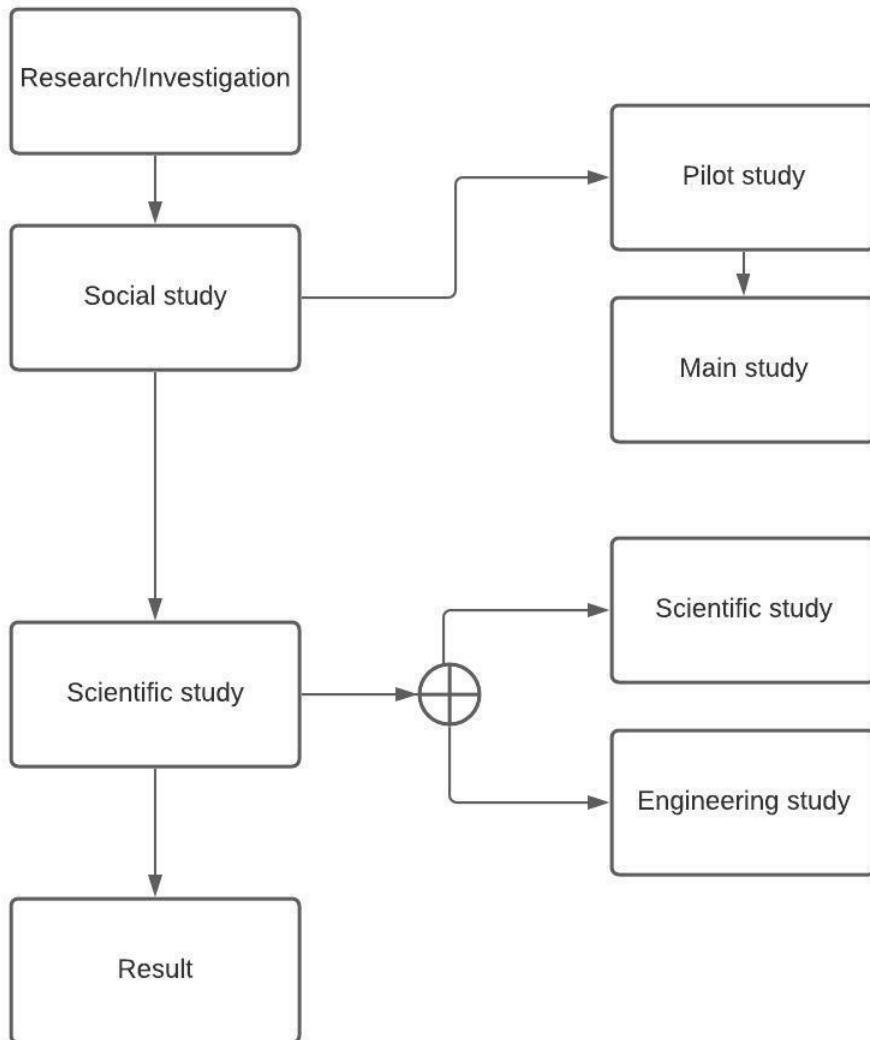 Research/Investigation
Pilot study
Social study
Main study
Scientific study
Scientific study
Engineering study
Result